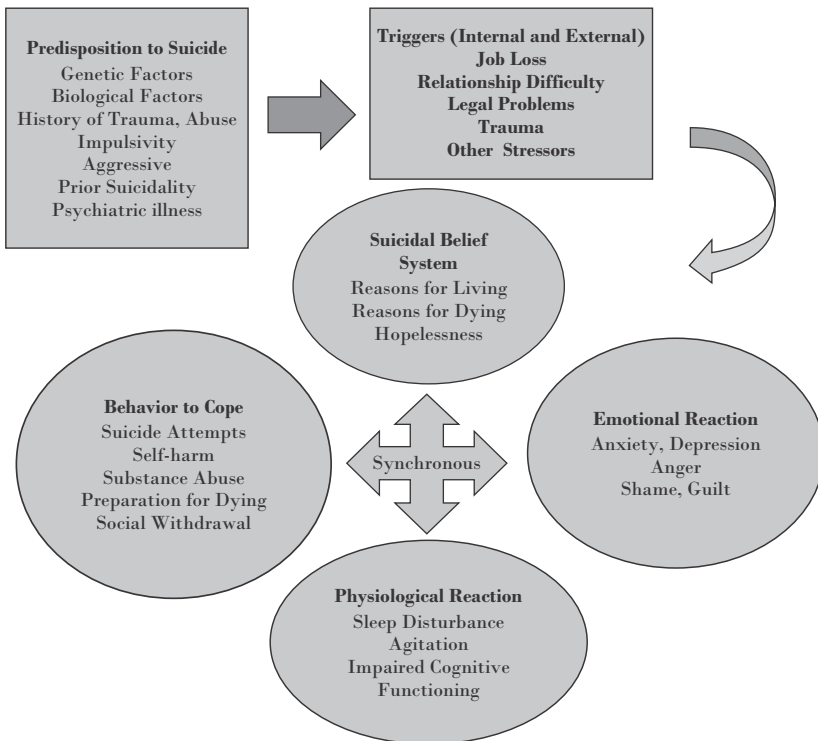 Predisposition to Suicide
Genetic Factors
Biological Factors
History of Trauma, Abuse
Impulsivity
Aggressive
Prior Suicidality
Psychiatric illness
Triggers (Internal and External)
Job Loss
Relationship Difficulty
Legal Problems
Trauma
Other Stressors
Suicidal Belief
System
Reasons for Living
Reasons for Dying
Hopelessness
Behavior to Cope
Suicide Attempts
Self-harm
Substance Abuse
Preparation for Dying
Social Withdrawal
Synchronous
Emotional Reaction
Anxiety, Depression
Anger
Shame, Guilt
Physiological Reaction
Sleep Disturbance
Agitation
Impaired Cognitive
Functioning